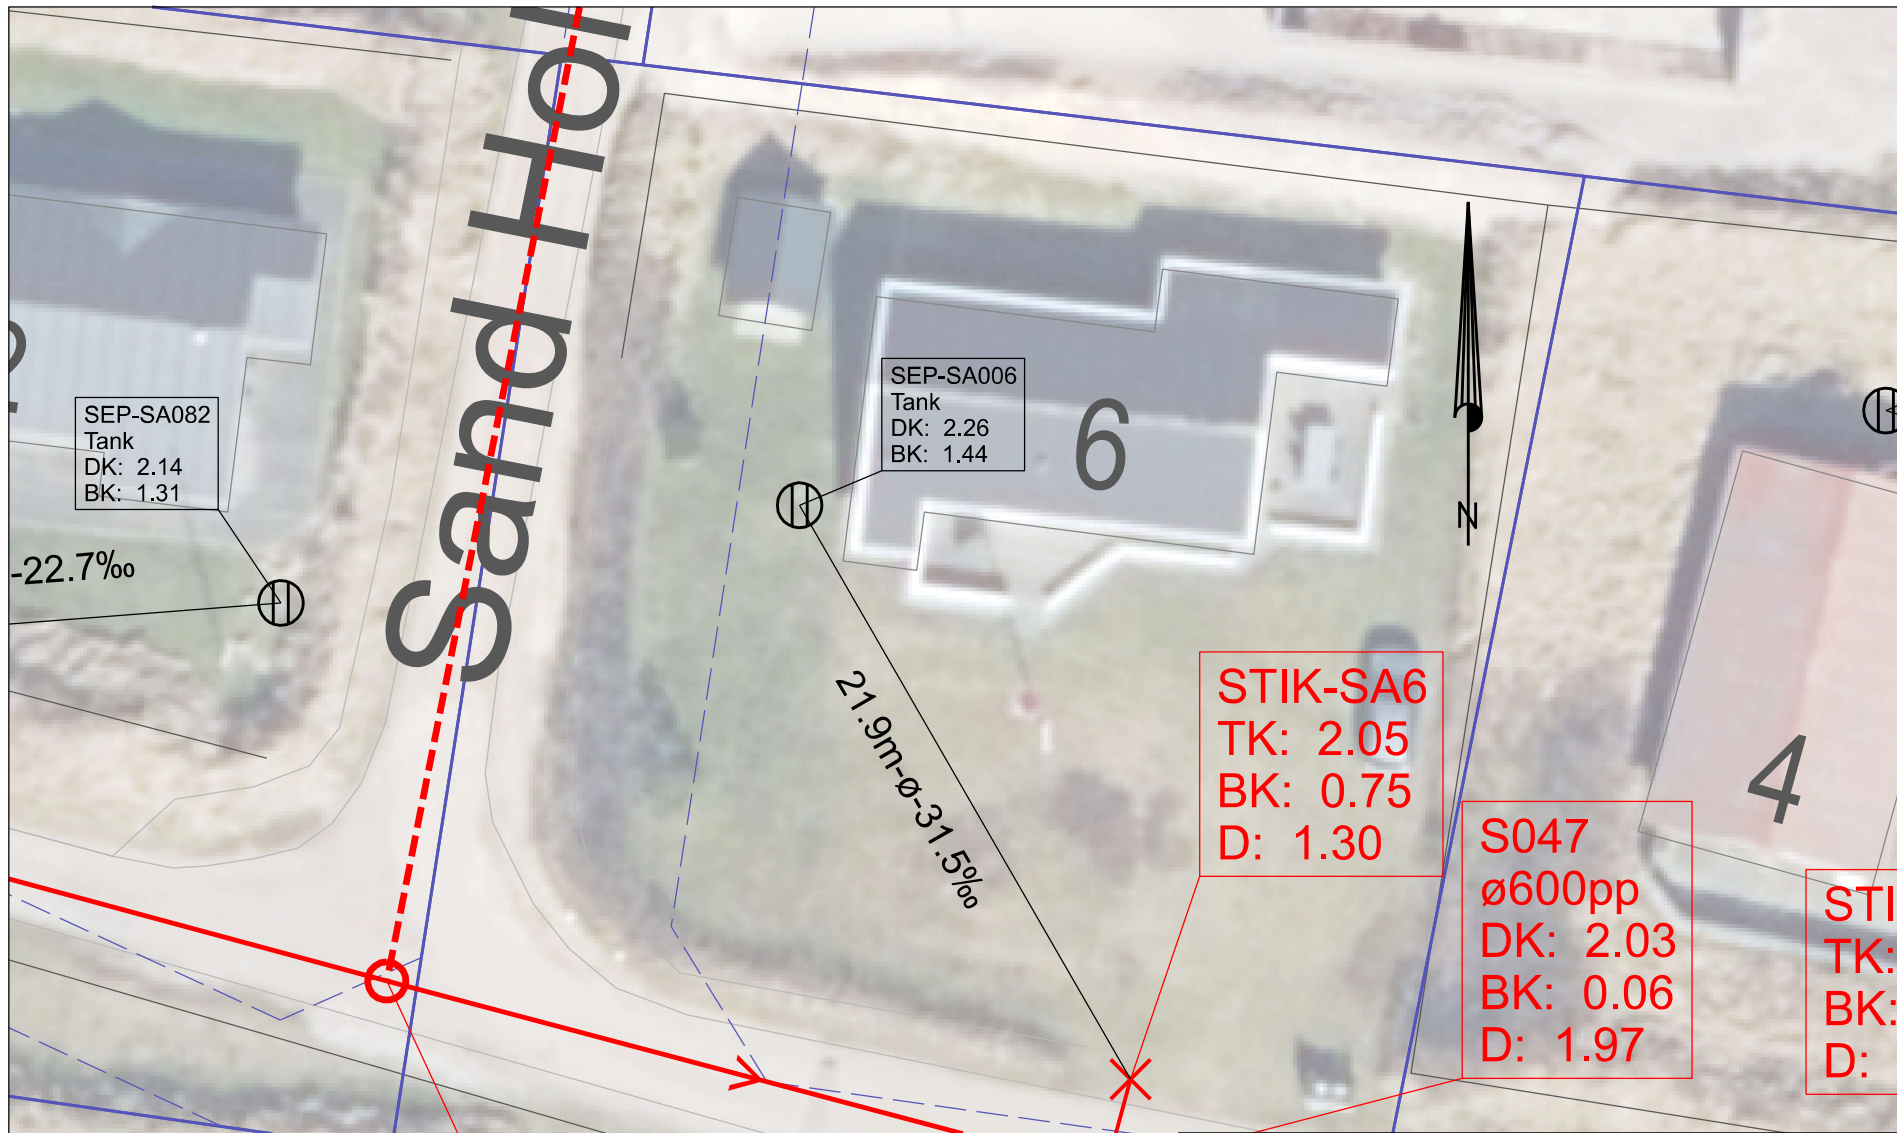 Sand Hol
SEP-SA082
Tank
DK: 2.14
BK: 1.31
-22.7‰
SEP-SA006
Tank
DK: 2.26
BK: 1.44
6
N
21.9m-ø-31.5‰
STIK-SA6
TK: 2.05
BK: 0.75
D: 1.30
4
S047
ø600pp
DK: 2.03
BK: 0.06
D: 1.97
STI
TK:
BK:
D: